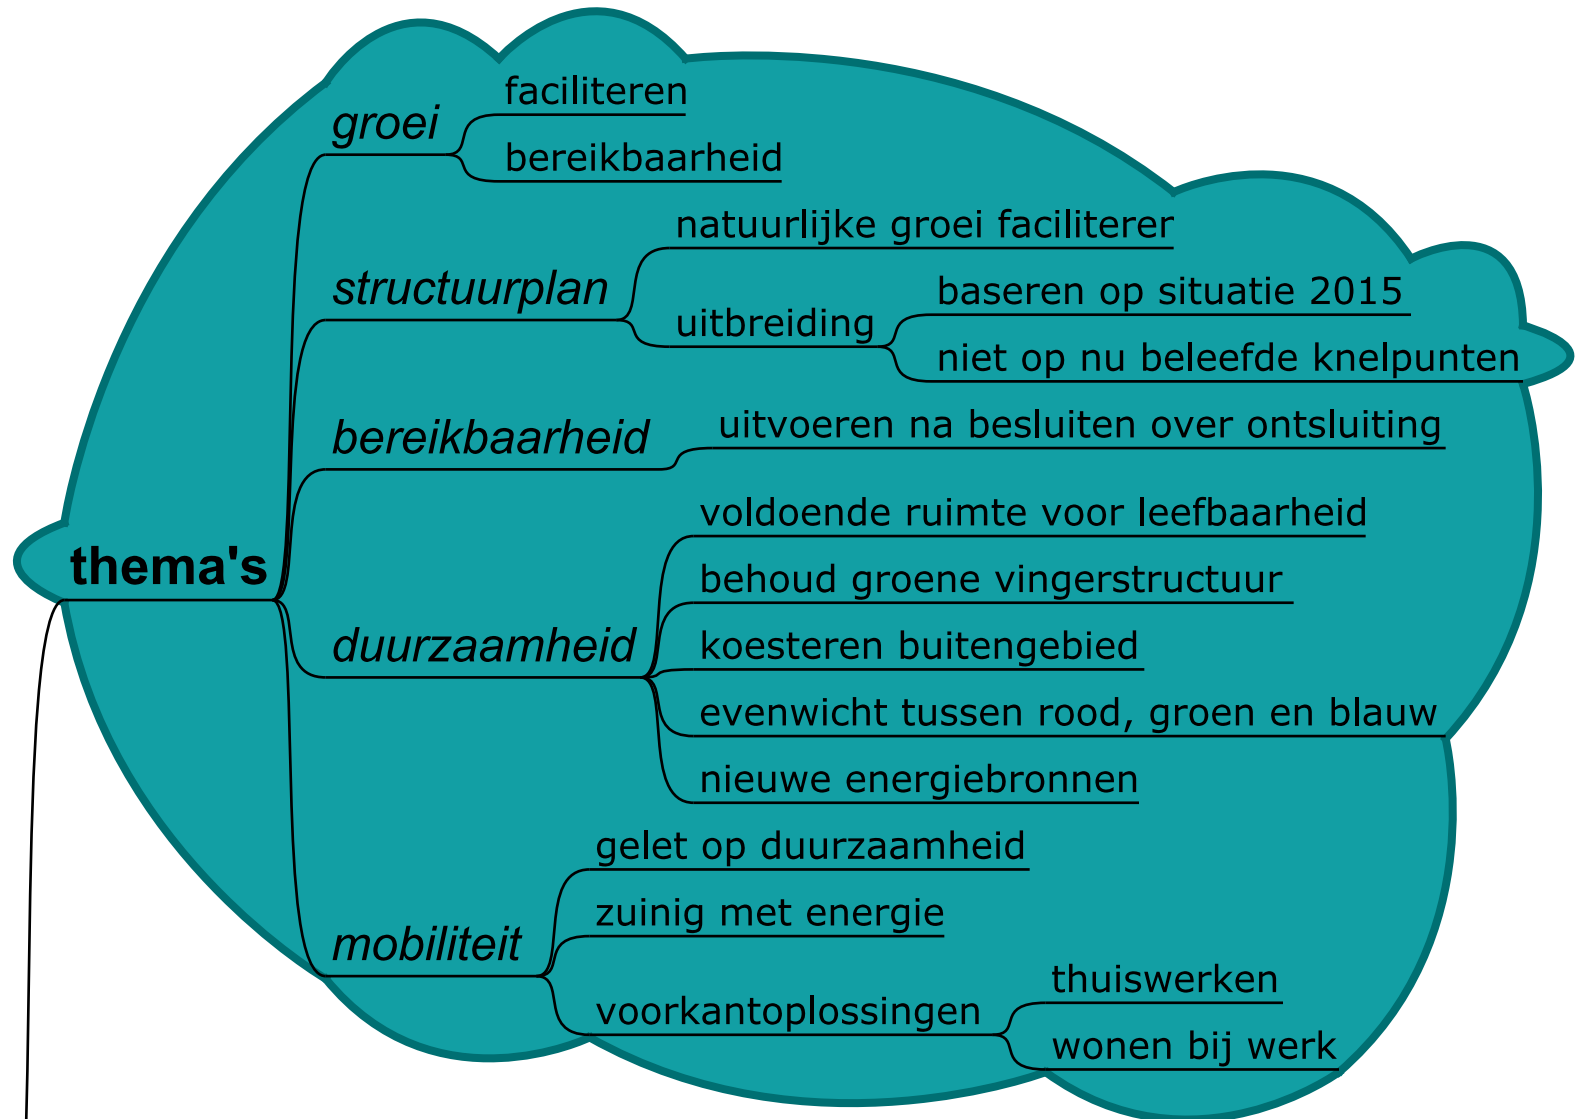 faciliteren
groei
bereikbaarheid
natuurlijke groei faciliterer
structuurplan
baseren op situatie 2015
uitbreiding
niet op nu beleefde knelpunten
uitvoeren na besluiten over ontsluiting
bereikbaarheid
voldoende ruimte voor leefbaarheid
thema's
behoud groene vingerstructuur
duurzaamheid
koesteren buitengebied
evenwicht tussen rood, groen en blauw
nieuwe energiebronnen
gelet op duurzaamheid
zuinig met energie
mobiliteit
thuiswerken
voorkantoplossingen
wonen bij werk